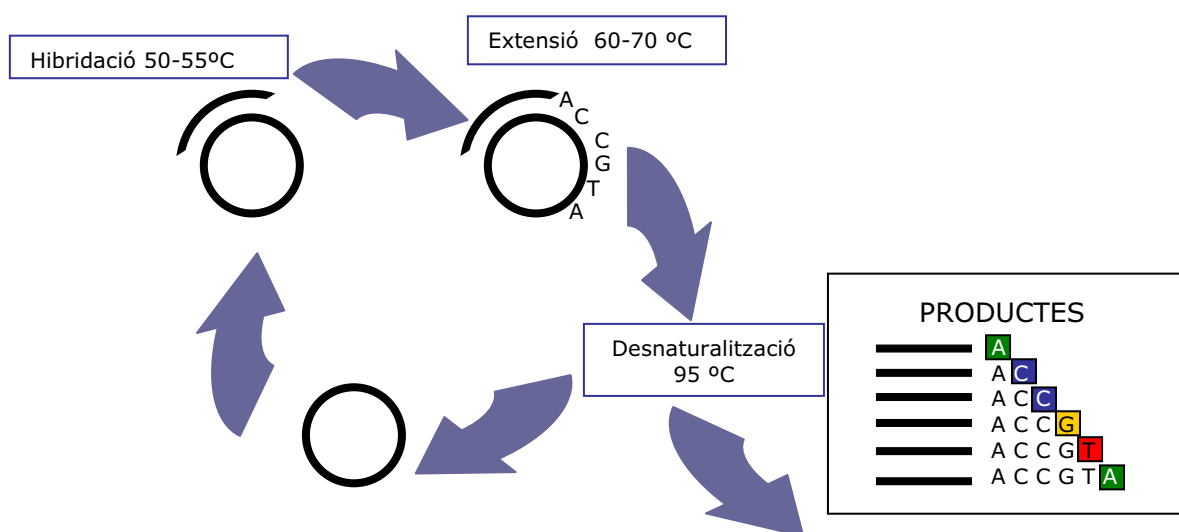 Hibridació 50-55ºC
Extensió 60-70 ºC
A
C
C
G
T
A
Desnaturalització
95 ºC
PRODUCTES
A
A C
A C C
A C C G
A C C G T
A C C G T A